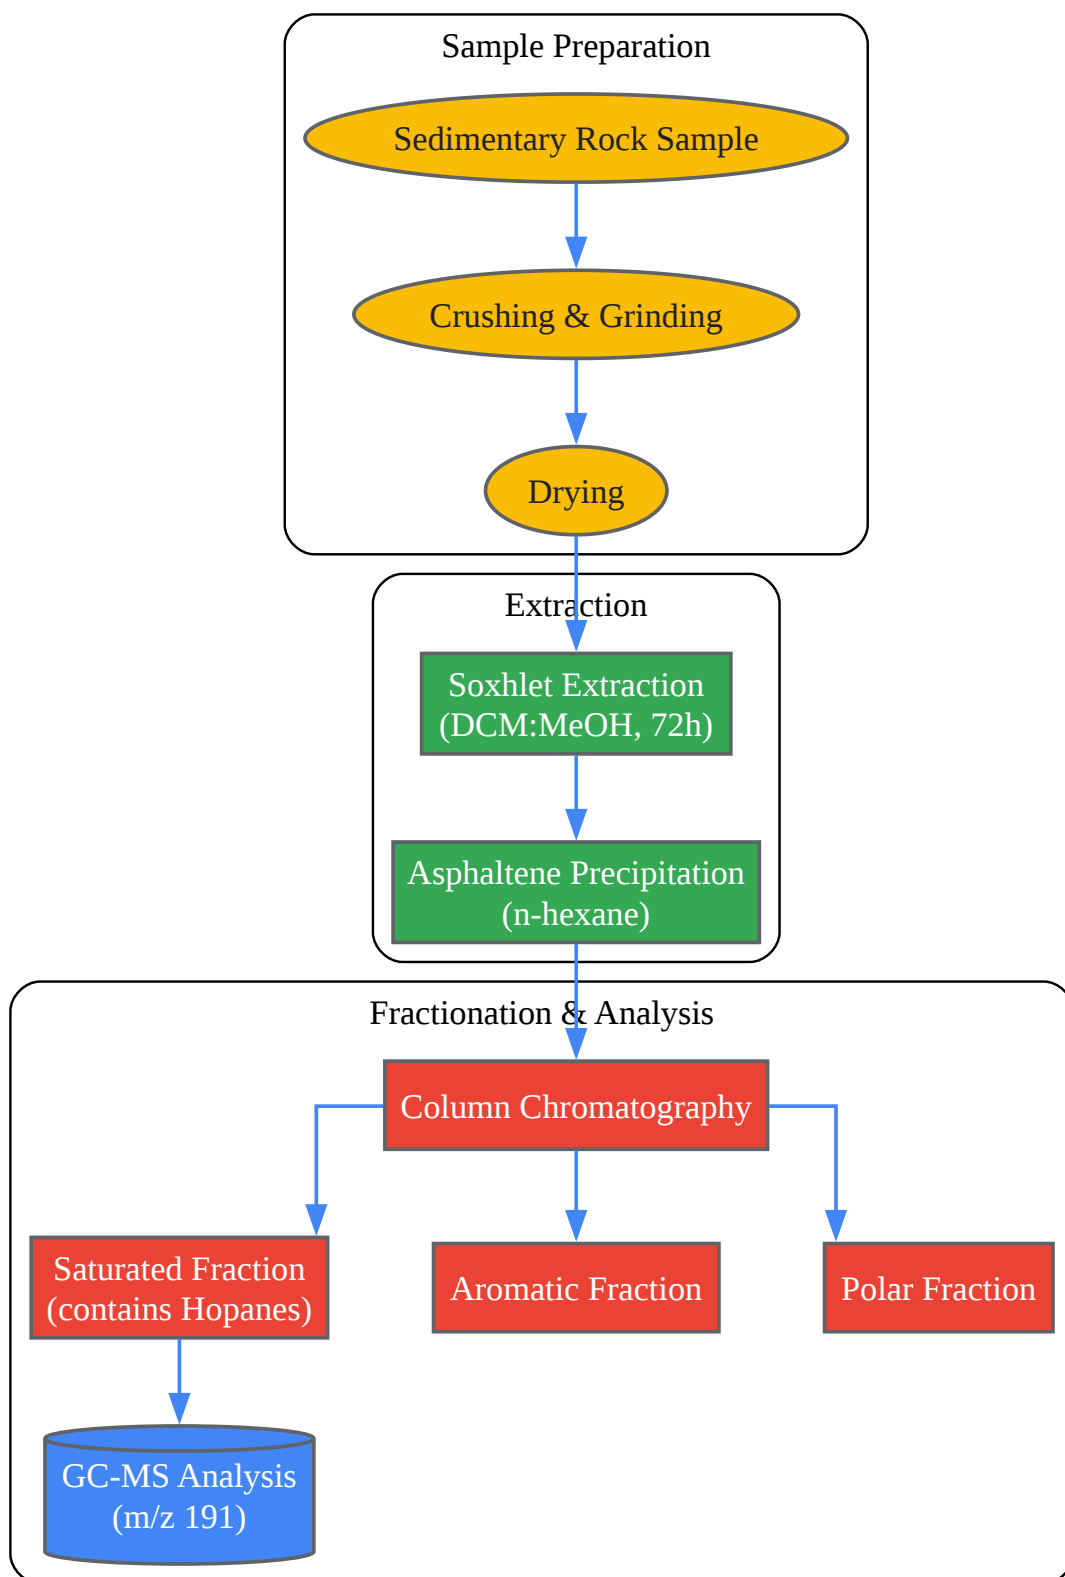 Sample Preparation
Sedimentary Rock Sample
Crushing & Grinding
Drying
Extraction
Soxhlet Extraction
(DCM:MeOH, 72h)
Asphaltene Precipitation
(n-hexane)
Fractionation & Analysis
Column Chromatography
Saturated Fraction
(contains Hopanes)
Aromatic Fraction
Polar Fraction
GC-MS Analysis
(m/z 191)